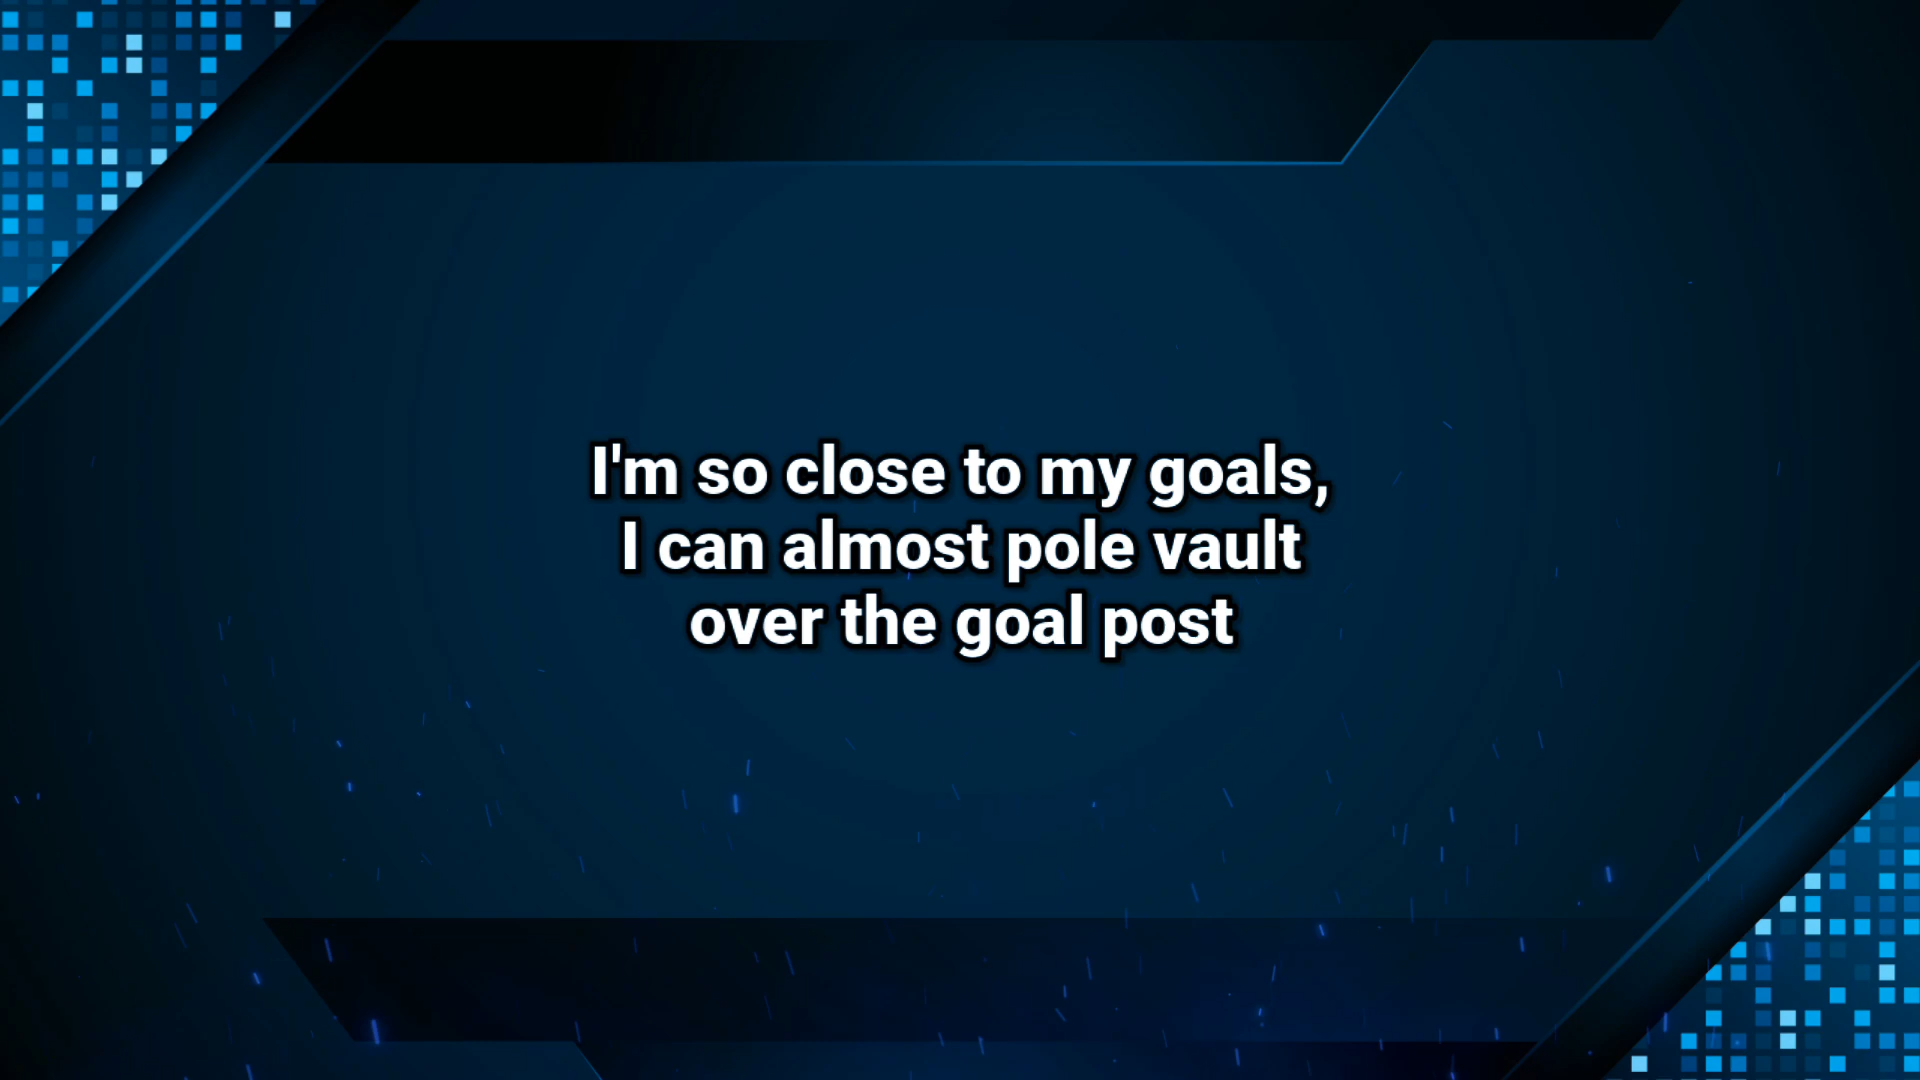 I'm so close to my goals,
I can almost pole vault
over the goal post